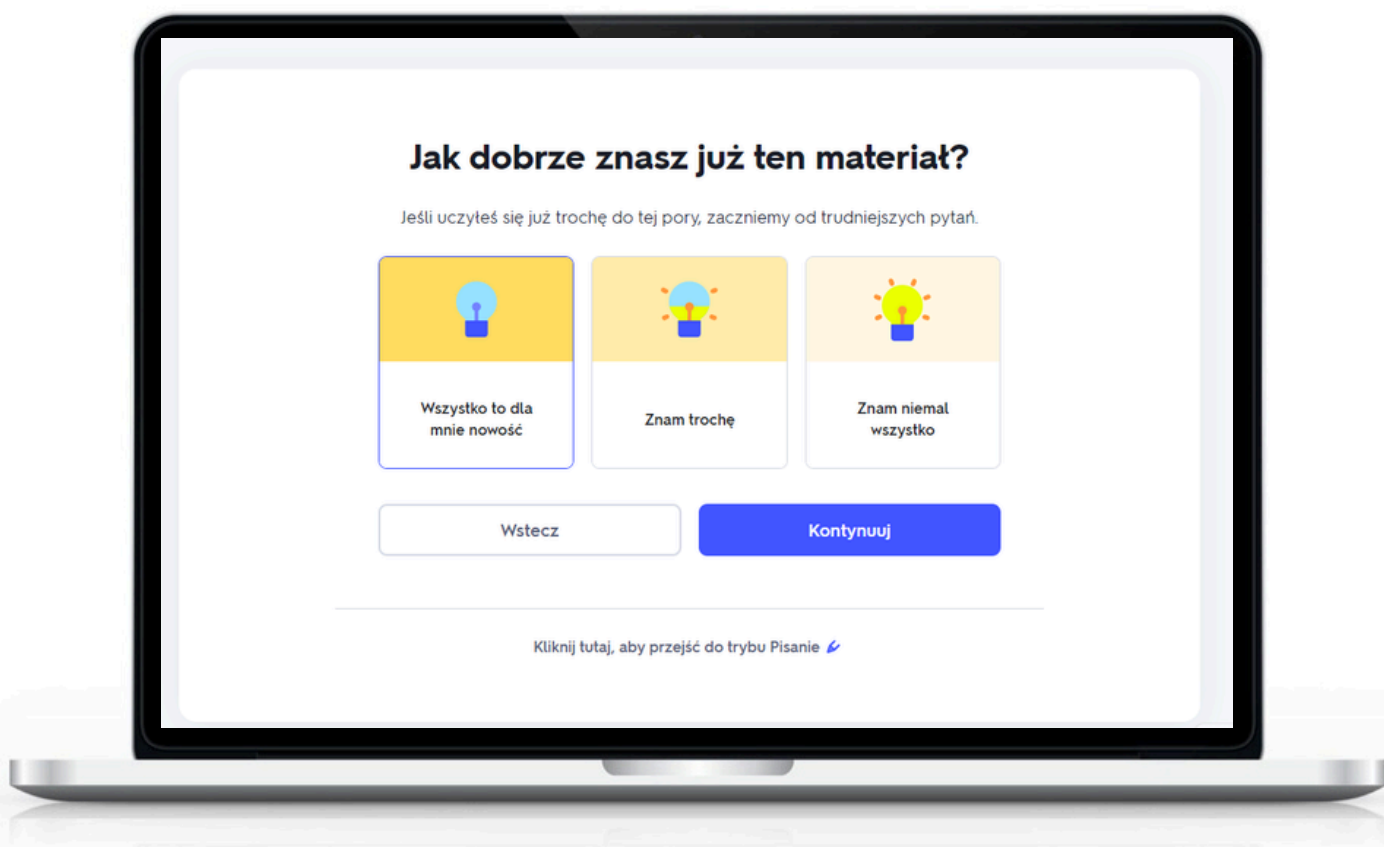 Jak dobrze znasz już ten materiał?
Jeśli uczyłeś się już trochę do tej pory, zaczniemy od trudniejszych pytań.
Wszystko to dla
mnie nowość
Znam trochę
Znam niemal
wszystko
Wstecz
Kontynuuj
Kliknij tutaj, aby przejść do trybu Pisanie